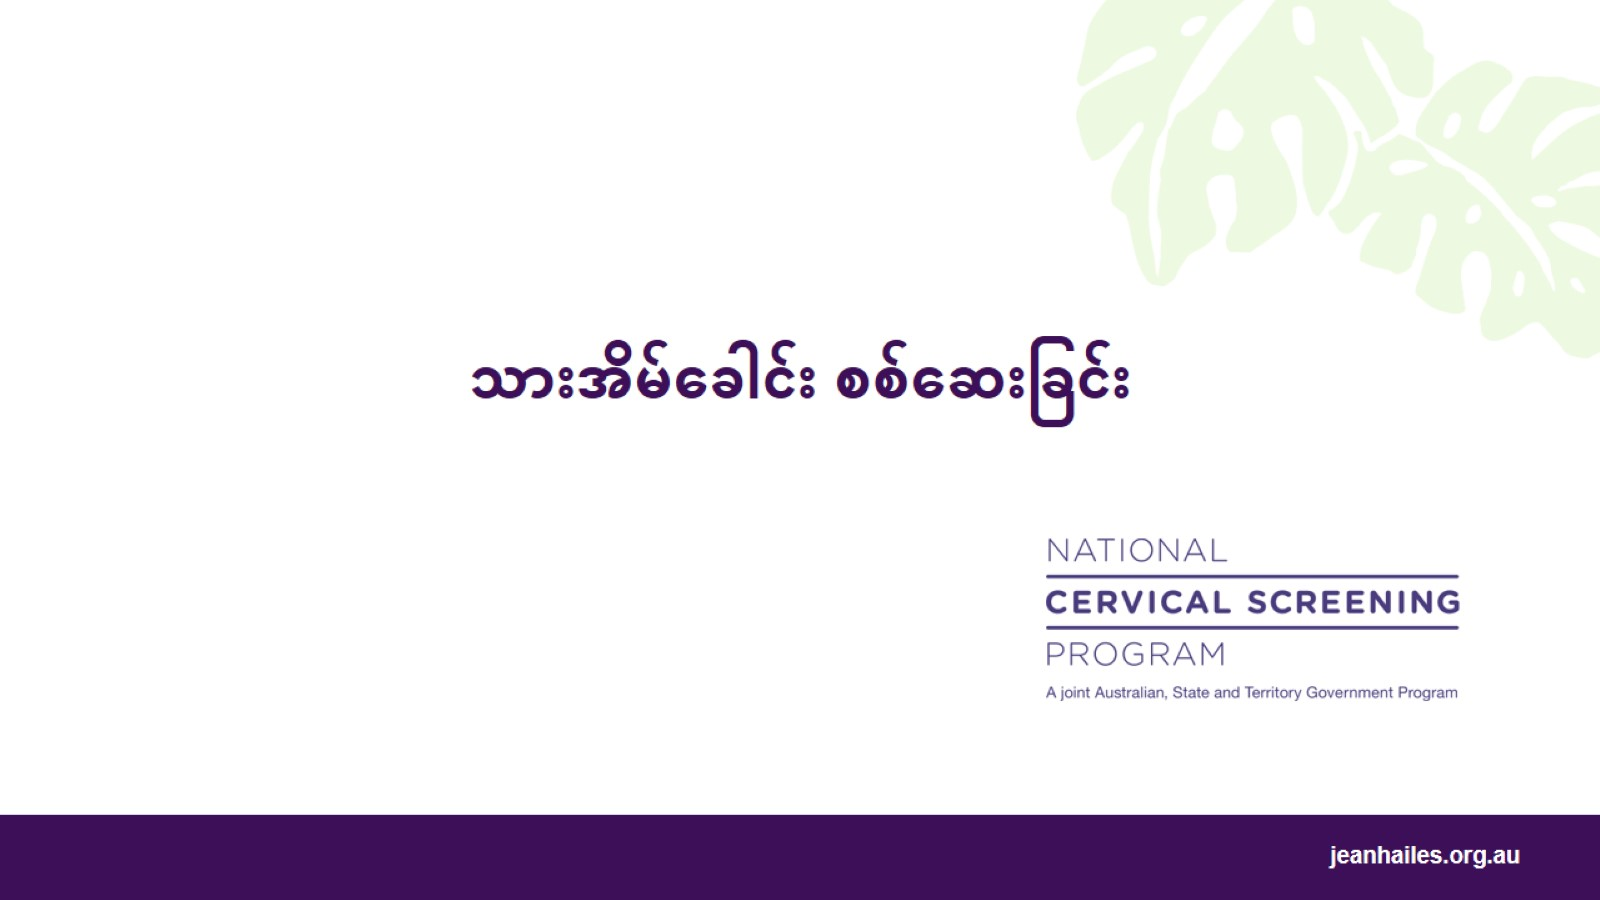 သားအိမ်ခေါင်း စစ်ဆေးခြင်း
NATIONAL
CERVICAL SCREENING
PROGRAM
A joint Australian, State and Territory Government Program
jeanhailes.org.au